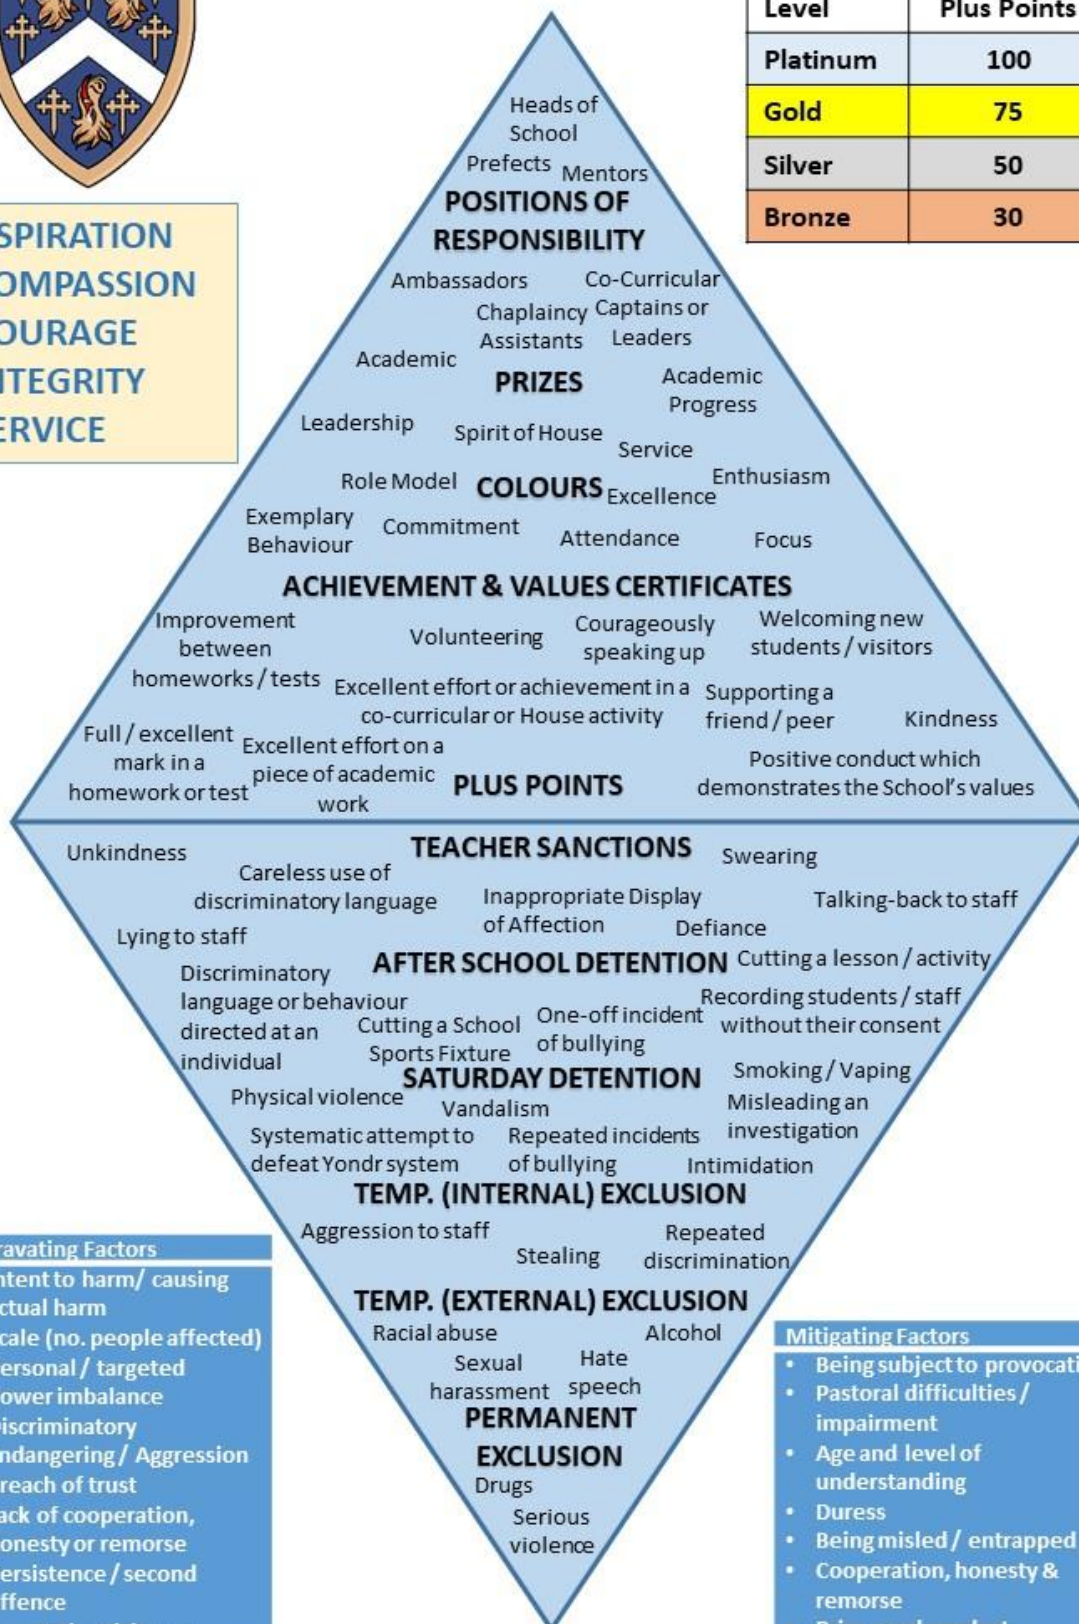 Level Plus Points
Platinum 100
Gold 75
Silver 50
Bronze 30
SPIRATION
OMPASSION
OURAGE
NTEGRITY
ERVICE
Heads of
School
Prefects Mentors
POSITIONS OF
RESPONSIBILITY
Ambassadors
Co-Curricular
Captains or
Leaders
Chaplaincy
Assistants
Academic
PRIZES
Academic
Progress
Leadership
Spirit of House
Service
Role Model
COLOURS
Excellence
Enthusiasm
Exemplary
Behaviour
Commitment
Attendance
Focus
ACHIEVEMENT & VALUES CERTIFICATES
Improvement
between
homeworks / tests
Volunteering
Courageously
speaking up
Welcoming new
students / visitors
Excellent effort or achievement in a
co-curricular or House activity
Supporting a
friend / peer
Kindness
Full / excellent
mark in a
homework or test
Excellent effort on a
piece of academic
work
PLUS POINTS
Positive conduct which
demonstrates the School's values
TEACHER SANCTIONS
Unkindness
Swearing
Careless use of
discriminatory language
Inappropriate Display
of Affection
Talking-back to staff
Defiance
Lying to staff
AFTER SCHOOL DETENTION
Cutting a lesson / activity
Discriminatory
language or behaviour
directed at an
individual
Cutting a School
Sports Fixture
One-off incident
of bullying
Recording students / staff
without their consent
SATURDAY DETENTION
Smoking / Vaping
Physical violence
Vandalism
Misleading an
investigation
Systematic attempt to
defeat Yondr system
Repeated incidents
of bullying
Intimidation
TEMP. (INTERNAL) EXCLUSION
Aggression to staff
Stealing
Repeated
discrimination
TEMP. (EXTERNAL) EXCLUSION
Racial abuse
Alcohol
Sexual
harassment
Hate
speech
PERMANENT
EXCLUSION
Drugs
Serious
violence
ravating Factors
ntent to harm/ causing
ctual harm
cale (no. people affected)
ersonal / targeted
ower imbalance
iscriminatory
ndangering / Aggression
reach of trust
ack of cooperation,
onesty or remorse
ersistence / second
ffence
Mitigating Factors
• Being subject to provocati
• Pastoral difficulties /
impairment
• Age and level of
understanding
• Duress
• Being misled / entrapped
• Cooperation, honesty &
remorse